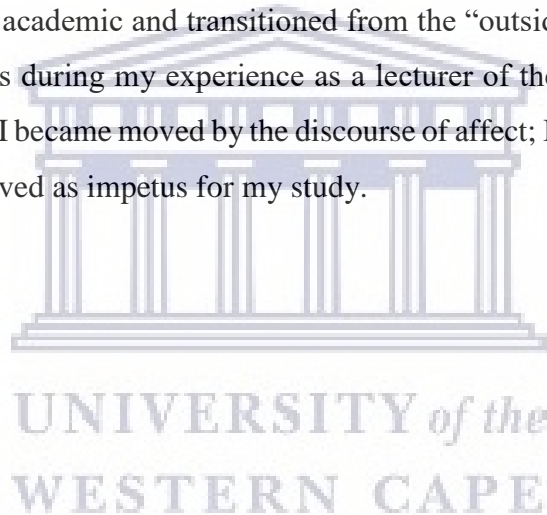 academic and transitioned from the “outsid
s during my experience as a lecturer of the
I became moved by the discourse of affect; I
ved as impetus for my study.
UNIVERSITY of the
WESTERN CAPE